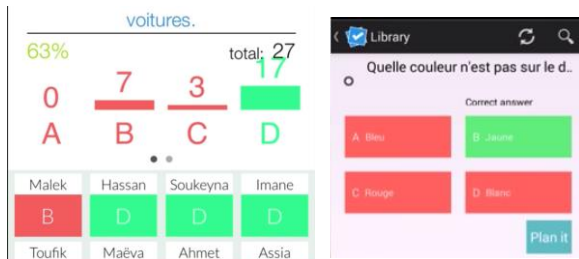 voitures.
63%
total: 27
0 7 3 17
A B C D
Malek Hassan Soukeyna Imane
B D D D
Toufik Maëva Ahmet Assia
Library
Quelle couleur n'est pas sur le d..
Correct answer
A Bleu
B Jaune
C Rouge
D Blanc
Plan it